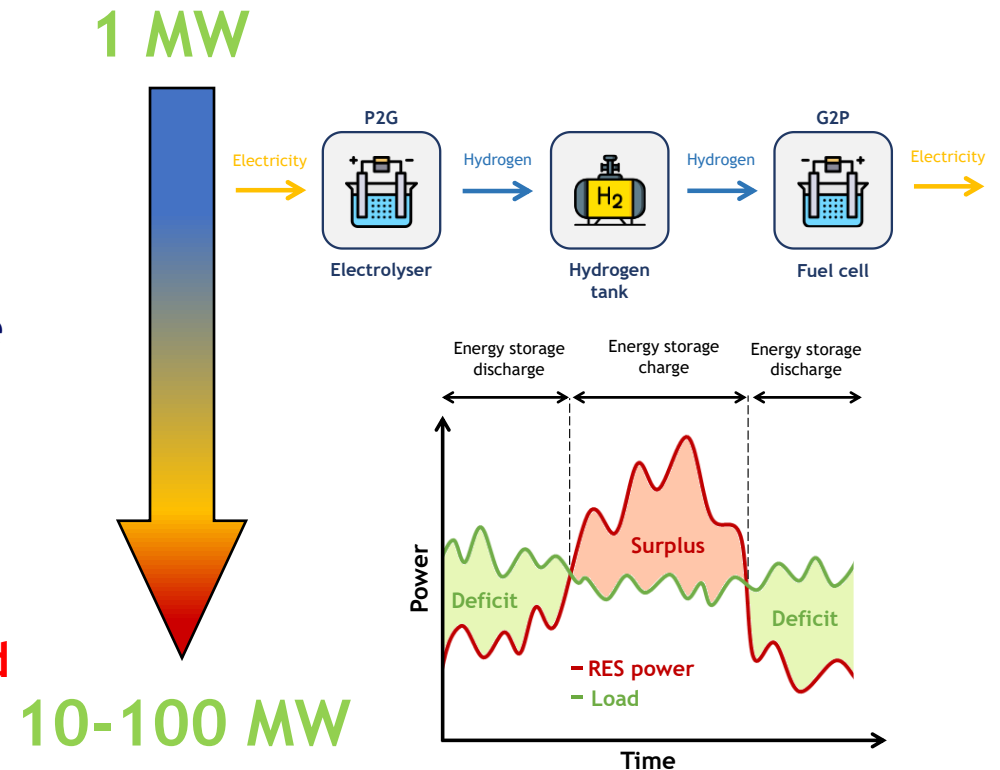 1 MW
P2G
G2P
Electricity
Hydrogen
Hydrogen
Electricity
+
-
H2
-
+
Electrolyser
Hydrogen
tank
Fuel cell
Energy storage
discharge
Energy storage
charge
Energy storage
discharge
Power
Surplus
Deficit
Deficit
RES power
Load
10-100 MW
Time